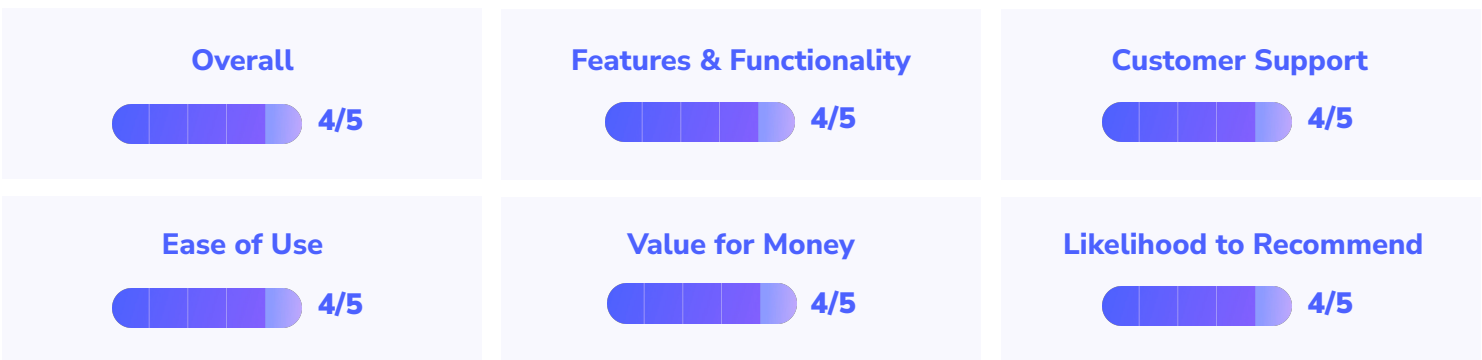 Overall
4/5
Features & Functionality
4/5
Customer Support
4/5
Ease of Use
4/5
Value for Money
4/5
Likelihood to Recommend
4/5